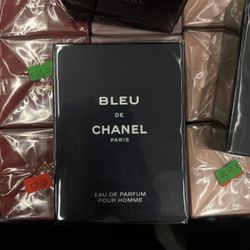 BLEU
DE
CHANEL
PARIS
EAU DE PARFUM
POUR HOMME